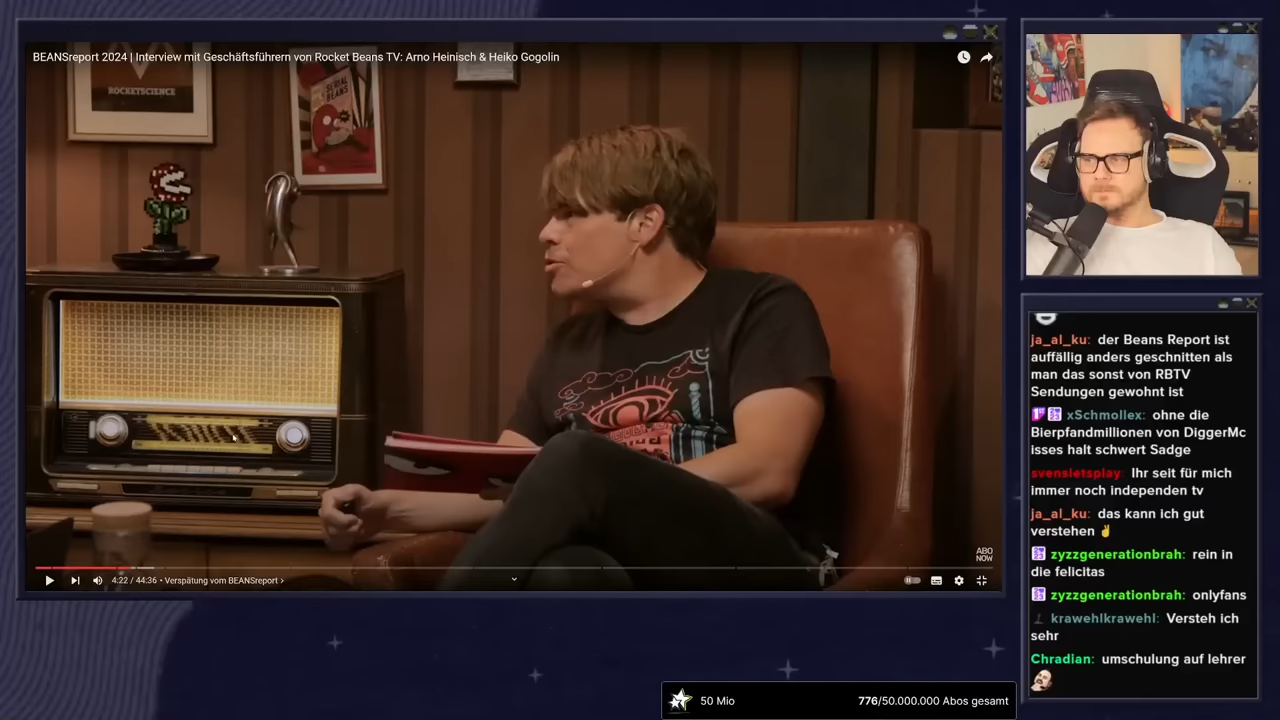 BEANSreport 2024 | Interview mit Geschäftsführern von Rocket Beans TV: Arno Heinisch & Heiko Gogolin
ROCKETSCIENCE
SERIAL
BEANS
ABO
NOW
4:22 / 44:36 • Verspätung vom BEANSreport ›
ja_al_ku: der Beans Report ist
auffällig anders geschnitten als
man das sonst von RBTV
Sendungen gewohnt ist
xSchmollex: ohne die
Bierpfandmillionen von DiggerMc
isses halt schwert Sadge
svensletsplay: Ihr seit für mich
immer noch independen tv
ja_al_ku: das kann ich gut
verstehen ✌
zyzzgenerationbrah: rein in
die felicitas
zyzzgenerationbrah: onlyfans
krawehlkrawehl: Versteh ich
sehr
Chradian: umschulung auf lehrer
50 Mio 776/50.000.000 Abos gesamt